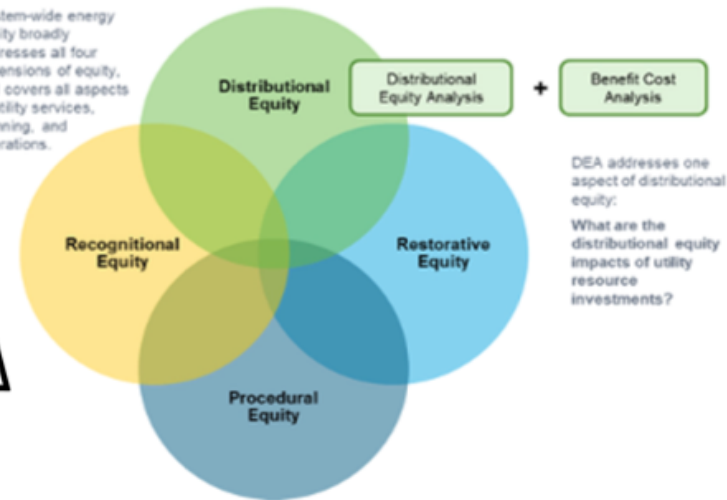 tem-wide energy
ity broadly
resses all four
ensions of equity,
covers all aspects
tility services,
ning, and
rations.
Distributional
Equity
Distributional
Equity Analysis
+
Benefit Cost
Analysis
DEA addresses one
aspect of distributional
equity:
What are the
distributional equity
impacts of utility
resource
investments?
Recognitional
Equity
Restorative
Equity
Procedural
Equity